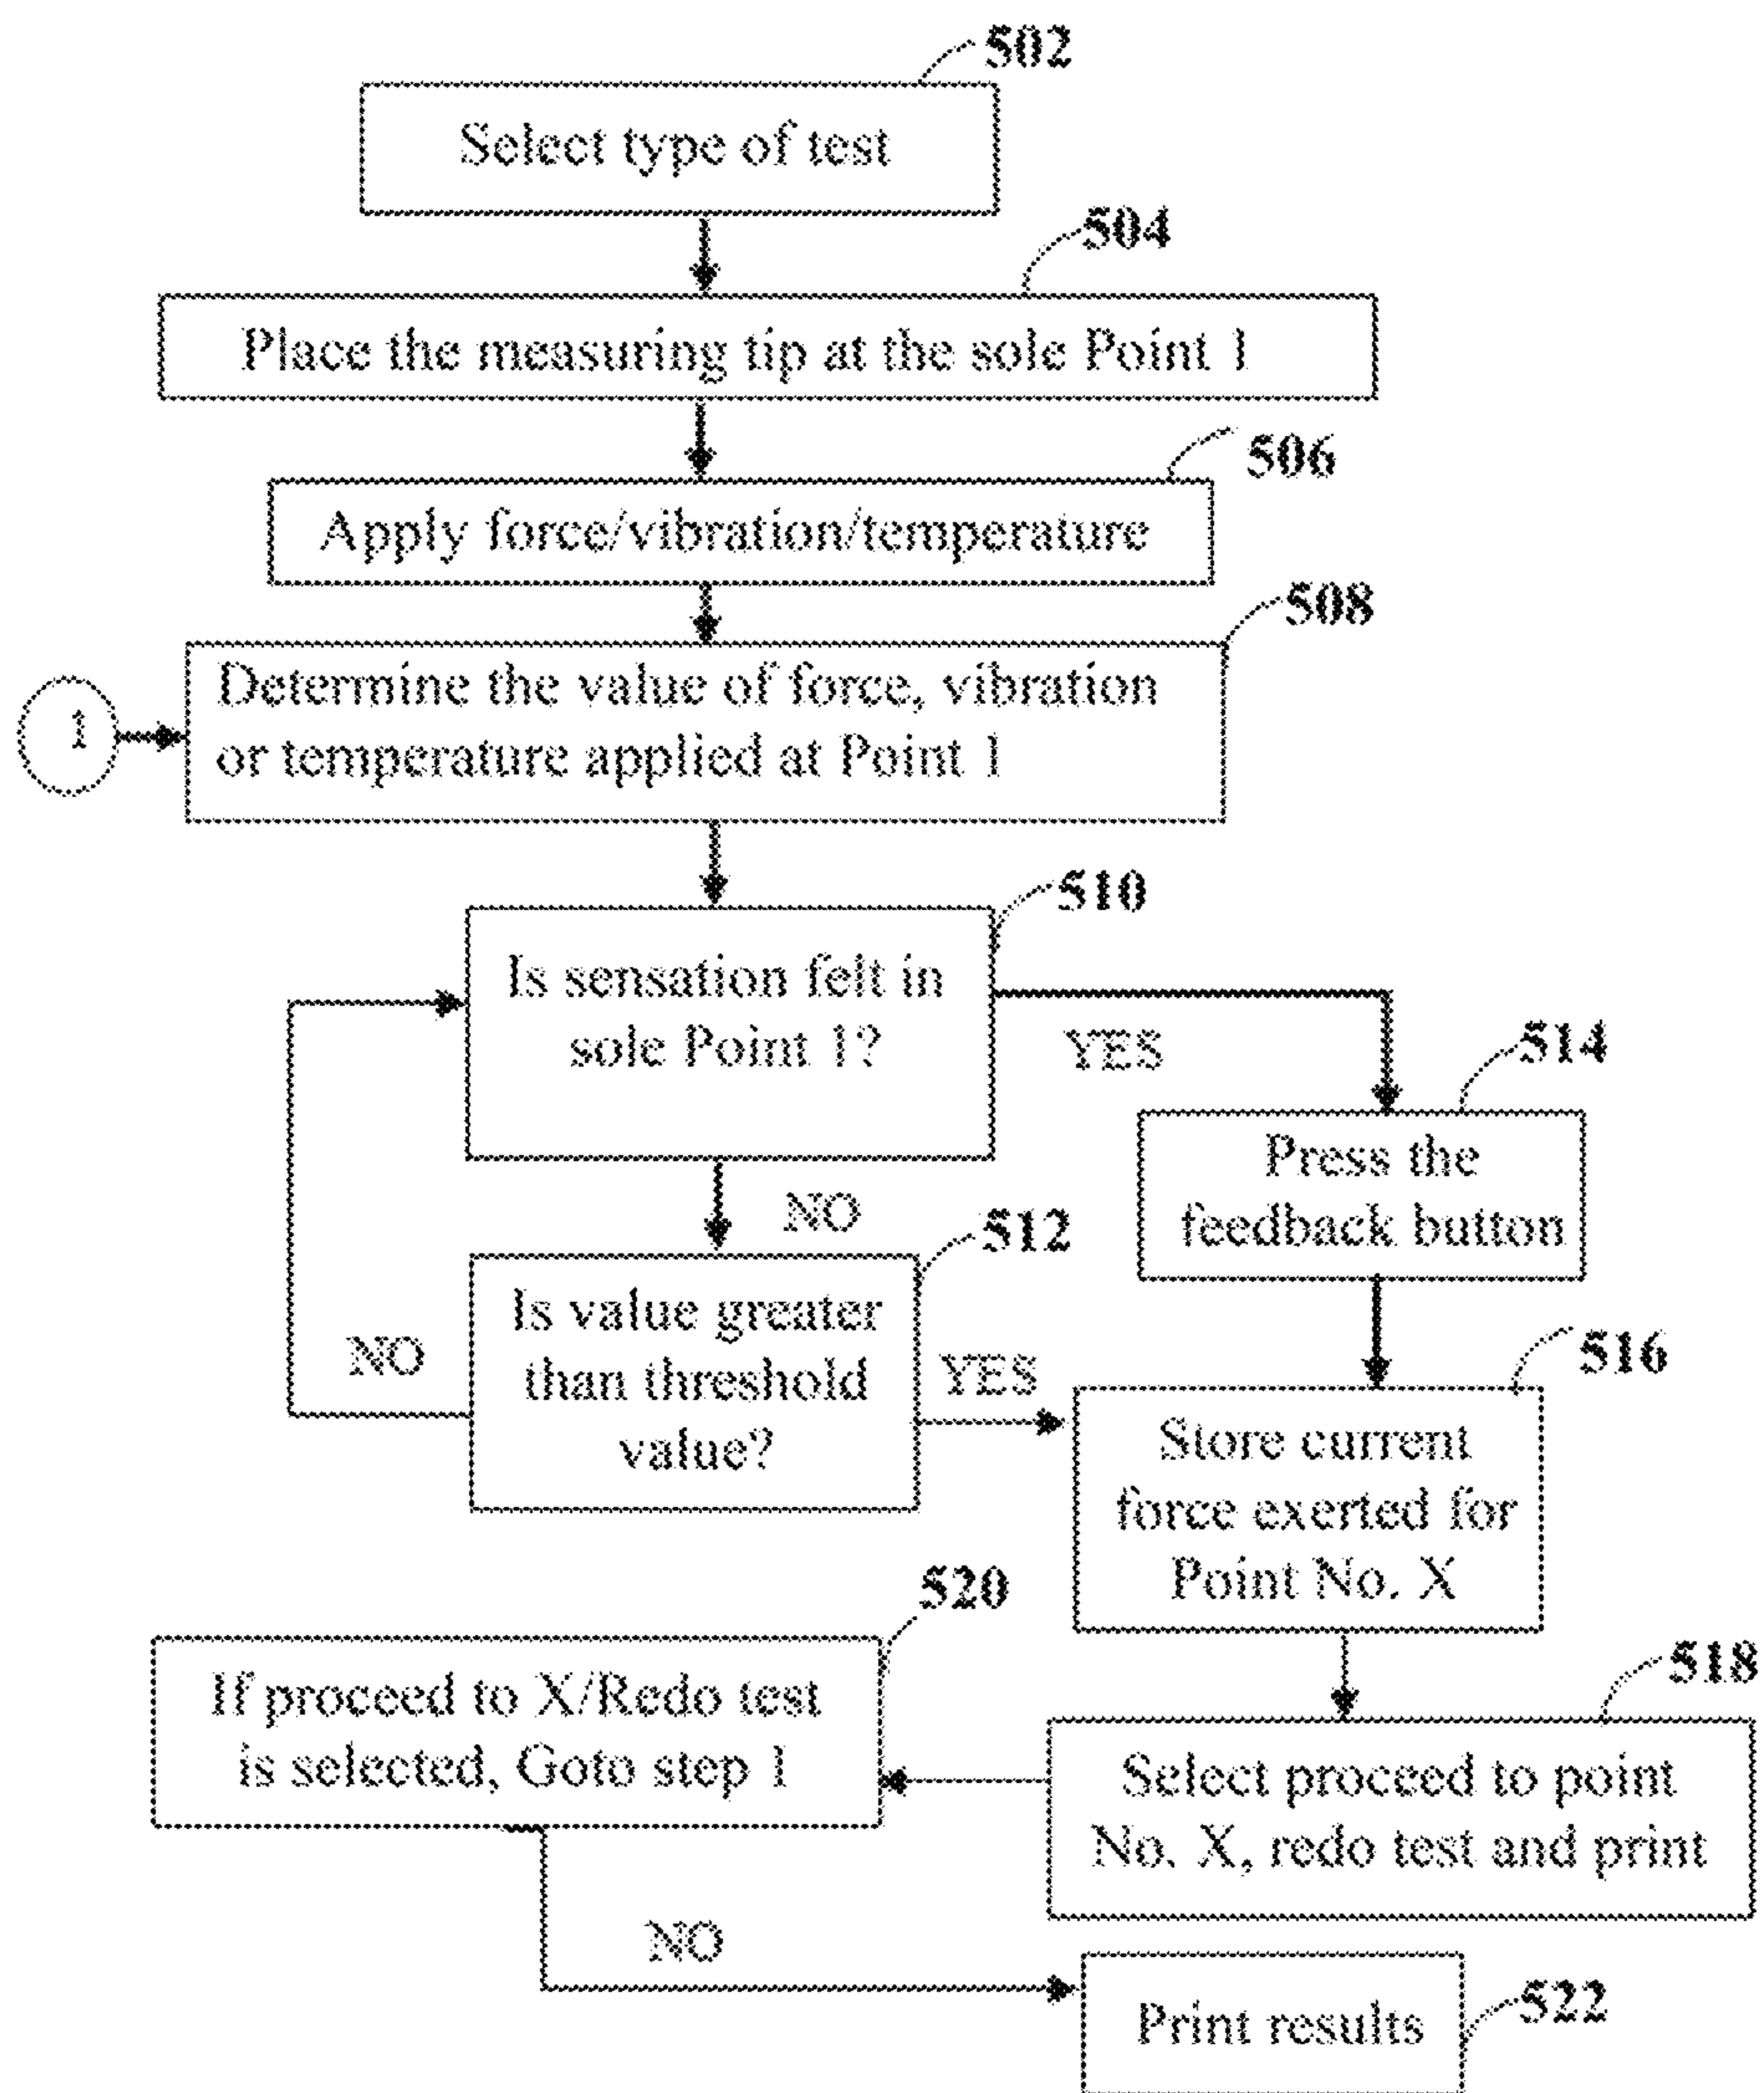 502
Select type of test
504
Place the measuring tip at the sole Point 1
506
Apply force/vibration/temperature
508
Determine the value of force, vibration
or temperature applied at Point 1
1
510
Is sensation felt in
sole Point 1?
YES
514
Press the
feedback button
NO
512
Is value greater
than threshold
value?
NO
YES
516
Store current
force exerted for
Point No. X
520
If proceed to X/Redo test
is selected, Goto step 1
518
Select proceed to point
No. X, redo test and print
NO
Print results
522